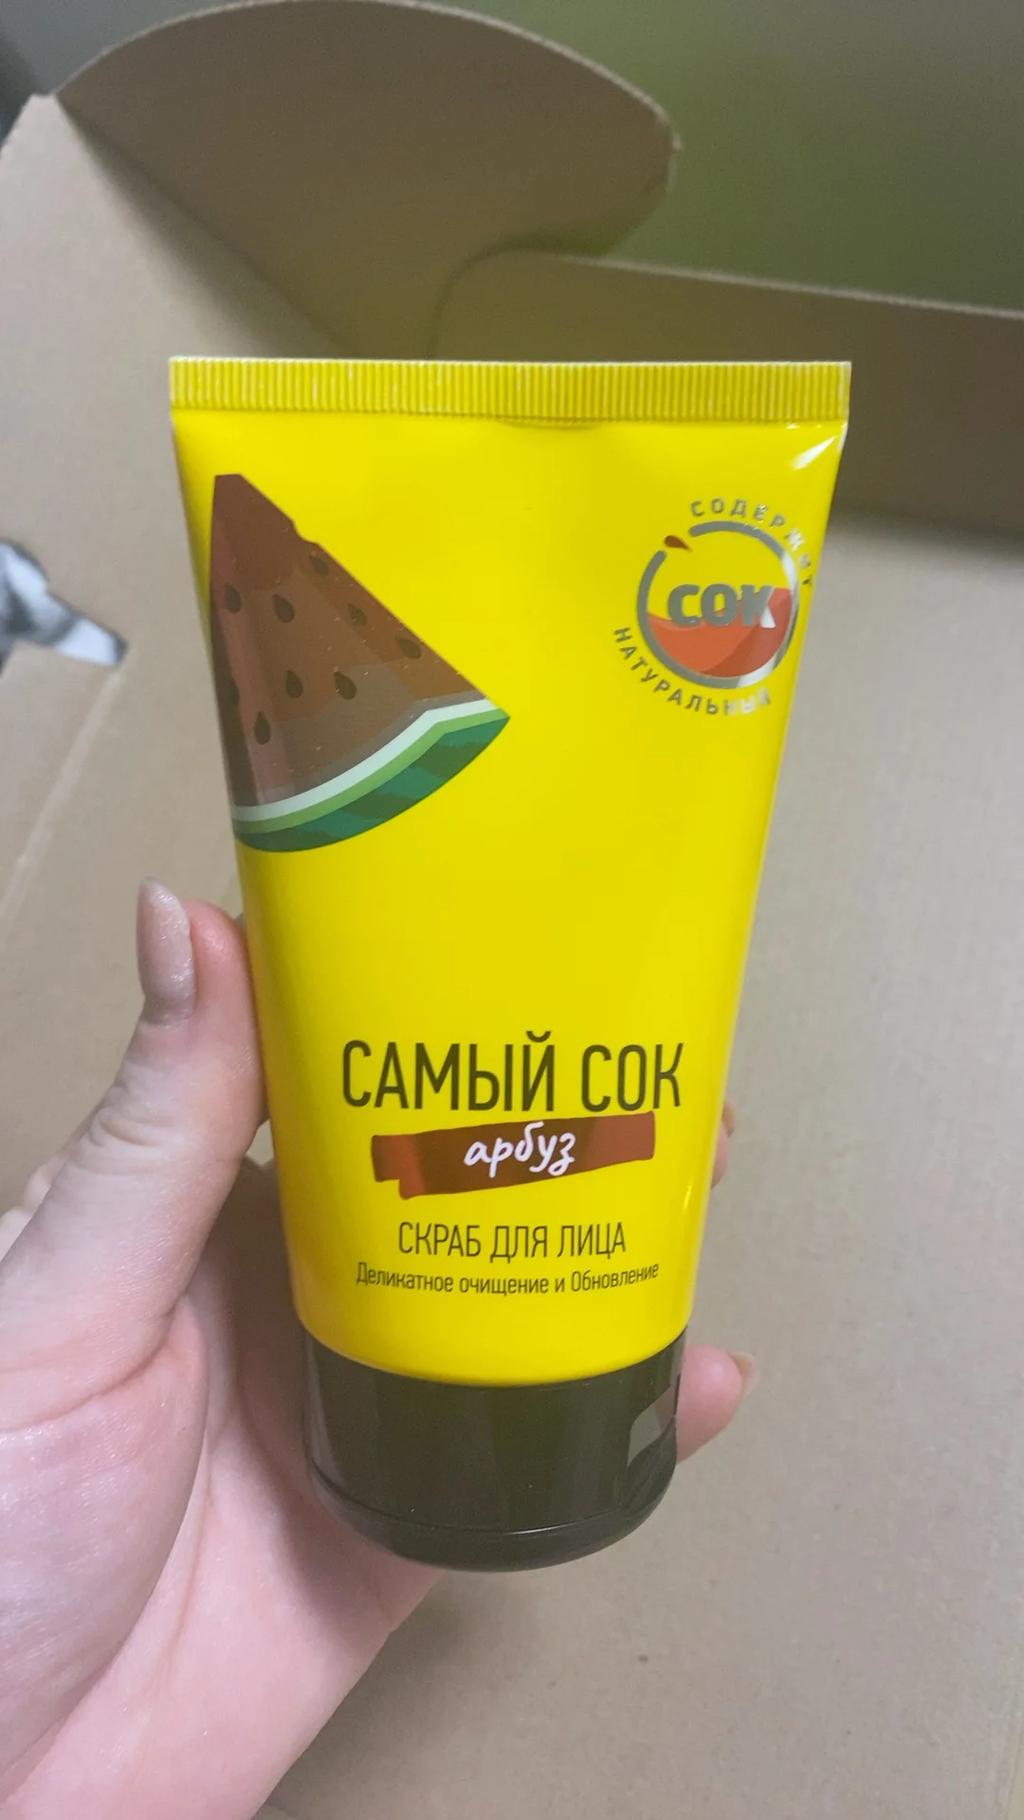 СОДЕРЖИТ
СОК
НАТУРАЛЬНЫЙ
САМЫЙ СОК
арбуз
СКРАБ ДЛЯ ЛИЦА
Деликатное очищение и Обновление